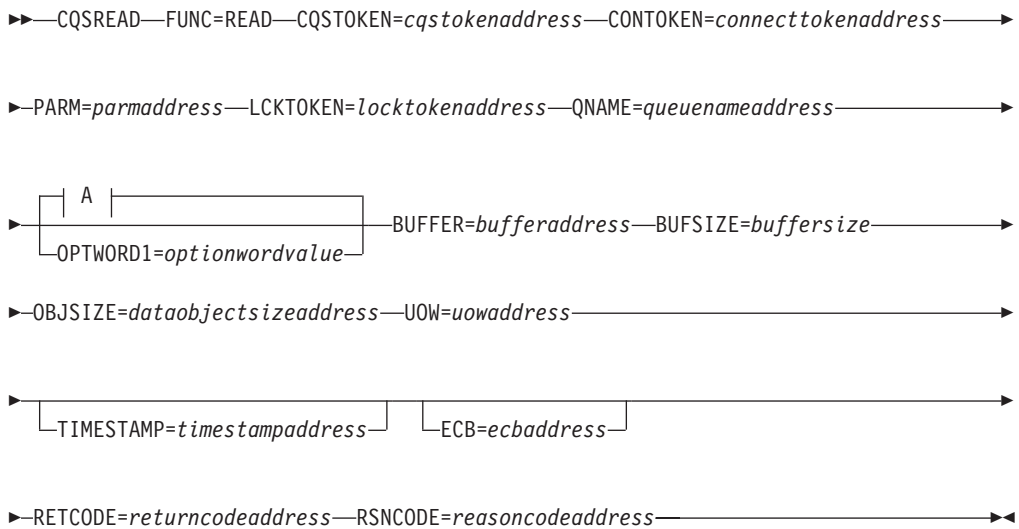 CQSREAD FUNC=READ CQSTOKEN=cqstokenaddress CONTOKEN=connecttokenaddress
PARM=parmaddress LCKTOKEN=locktokenaddress QNAME=queuenameaddress
A
BUFFER=bufferaddress BUFSIZE=buffersize
OPTWORD1=optionwordvalue
OBJSIZE=dataobjectsizeaddress UOW=uowaddress
TIMESTAMP=timestampaddress ECB=ecbaddress
RETCODE=returncodeaddress RSNCODE=reasoncodeaddress